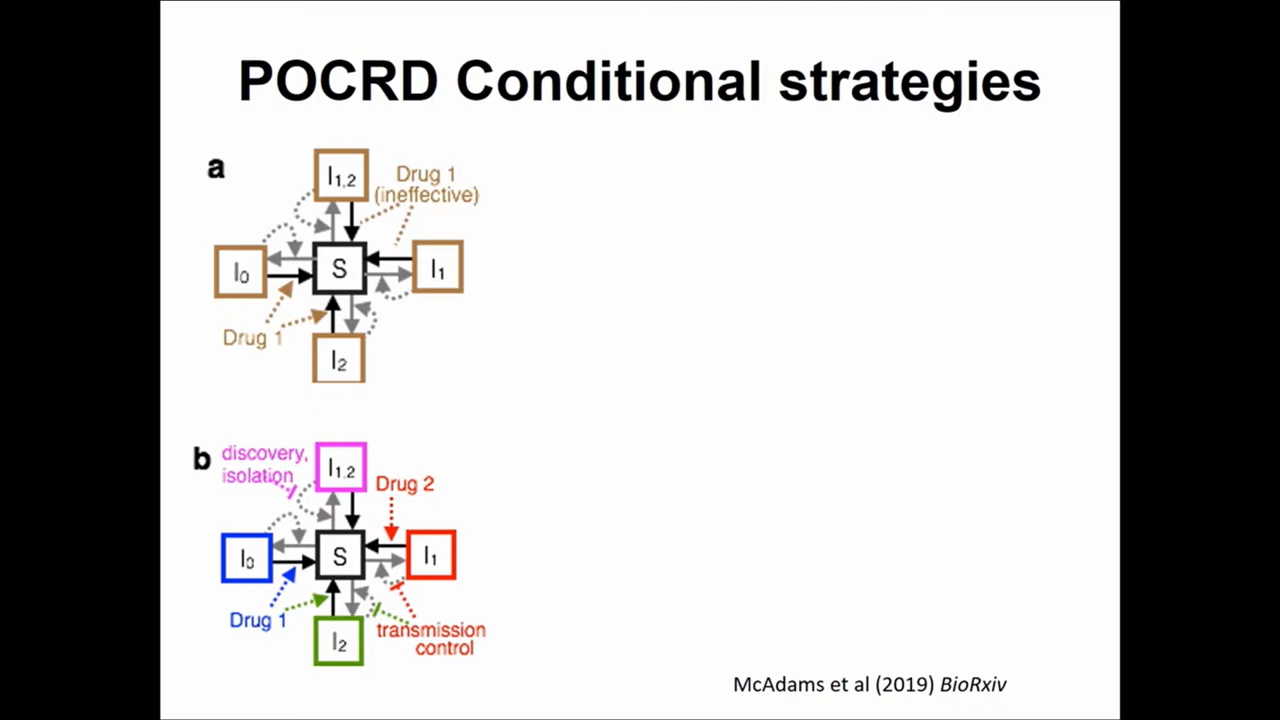 POCRD Conditional strategies
a
I1,2
Drug 1
(ineffective)
I0
S
I1
Drug 1
I2
b
discovery,
isolation
I1,2
Drug 2
I0
S
I1
Drug 1
I2
transmission
control
McAdams et al (2019) BioRxiv